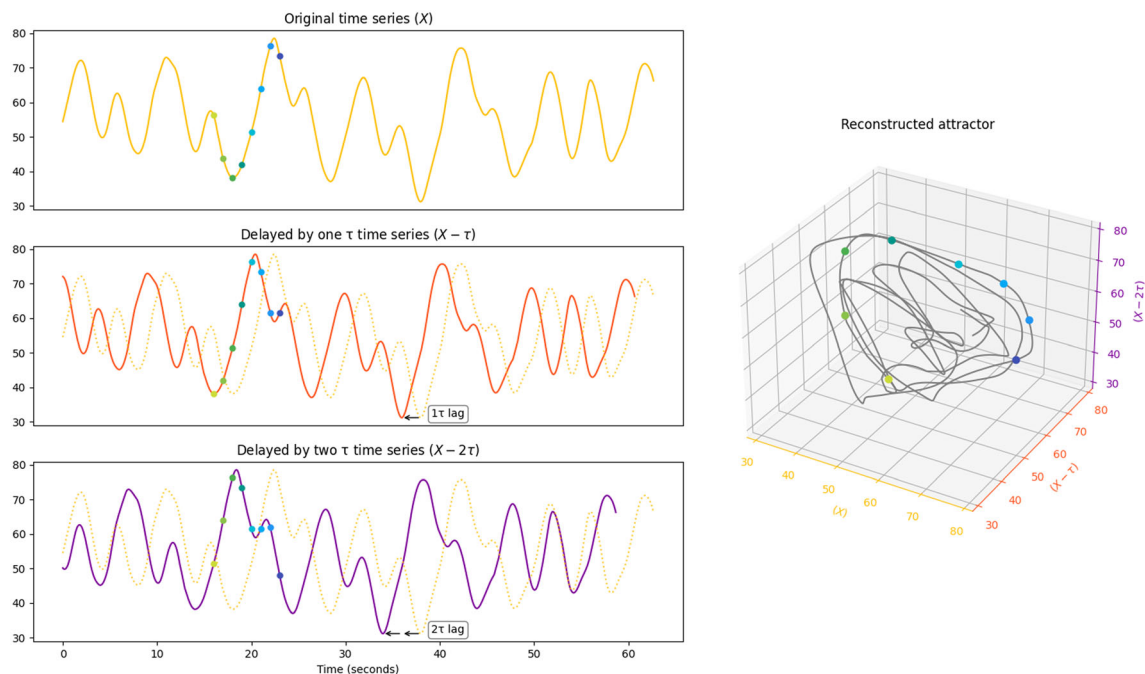 Original time series (X)
80
70
60
50
40
30
Delayed by one τ time series (X − τ)
80
70
60
50
40
30
1τ lag
Delayed by two τ time series (X − 2τ)
80
70
60
50
40
30
2τ lag
0 10 20 30 40 50 60
Time (seconds)
Reconstructed attractor
80
70
60
50
40
30
(X − 2τ)
30 40 50 60 70 80
(X)
30 40 50 60 70 80
(X − τ)